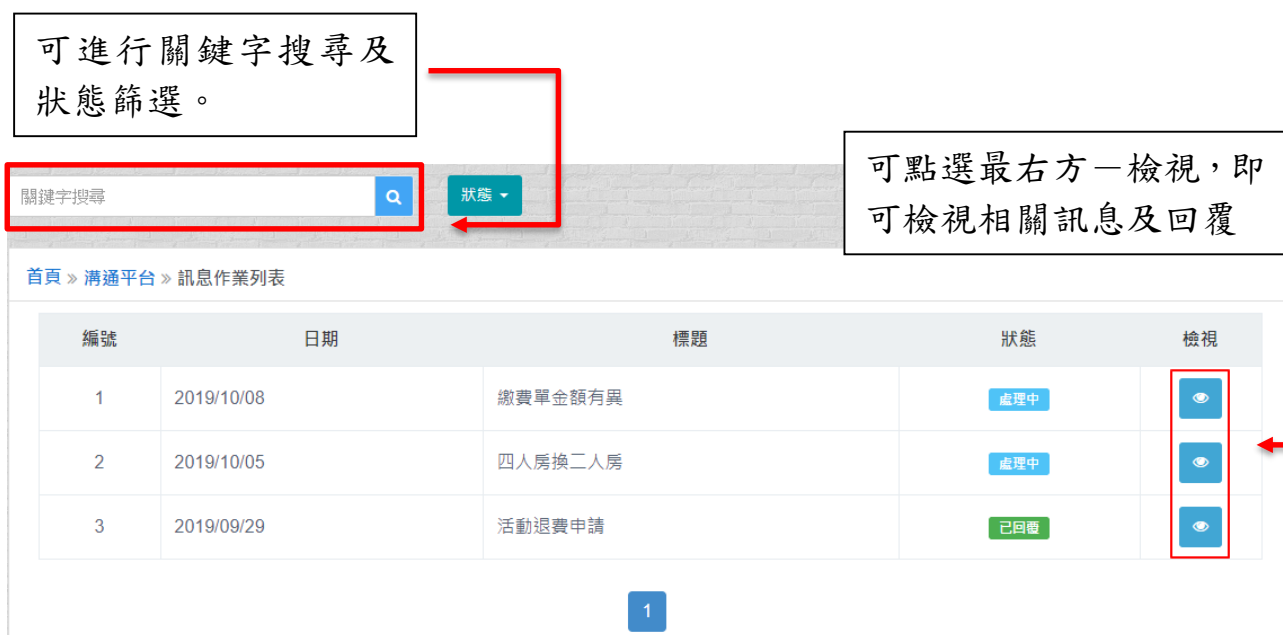 可進行關鍵字搜尋及
狀態篩選。
可點選最右方－檢視，即
可檢視相關訊息及回覆
關鍵字搜尋
狀態
首頁 » 溝通平台 » 訊息作業列表
編號 日期 標題 狀態 檢視
1 2019/10/08 繳費單金額有異 處理中
2 2019/10/05 四人房換二人房 處理中
3 2019/09/29 活動退費申請 已回覆
1